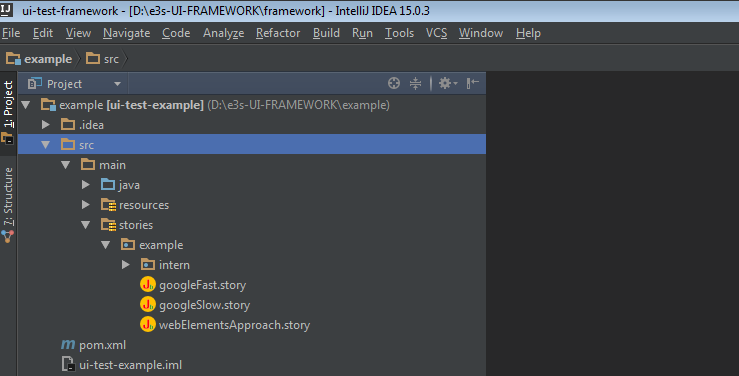 ui-test-framework - [D:\e3s-UI-FRAMEWORK\framework] - IntelliJ IDEA 15.0.3
File Edit View Navigate Code Analyze Refactor Build Run Tools VCS Window Help
example src
Project
1: Project
7: Structure
example [ui-test-example] (D:\e3s-UI-FRAMEWORK\example)
.idea
src
main
java
resources
stories
example
intern
googleFast.story
googleSlow.story
webElementsApproach.story
pom.xml
ui-test-example.iml